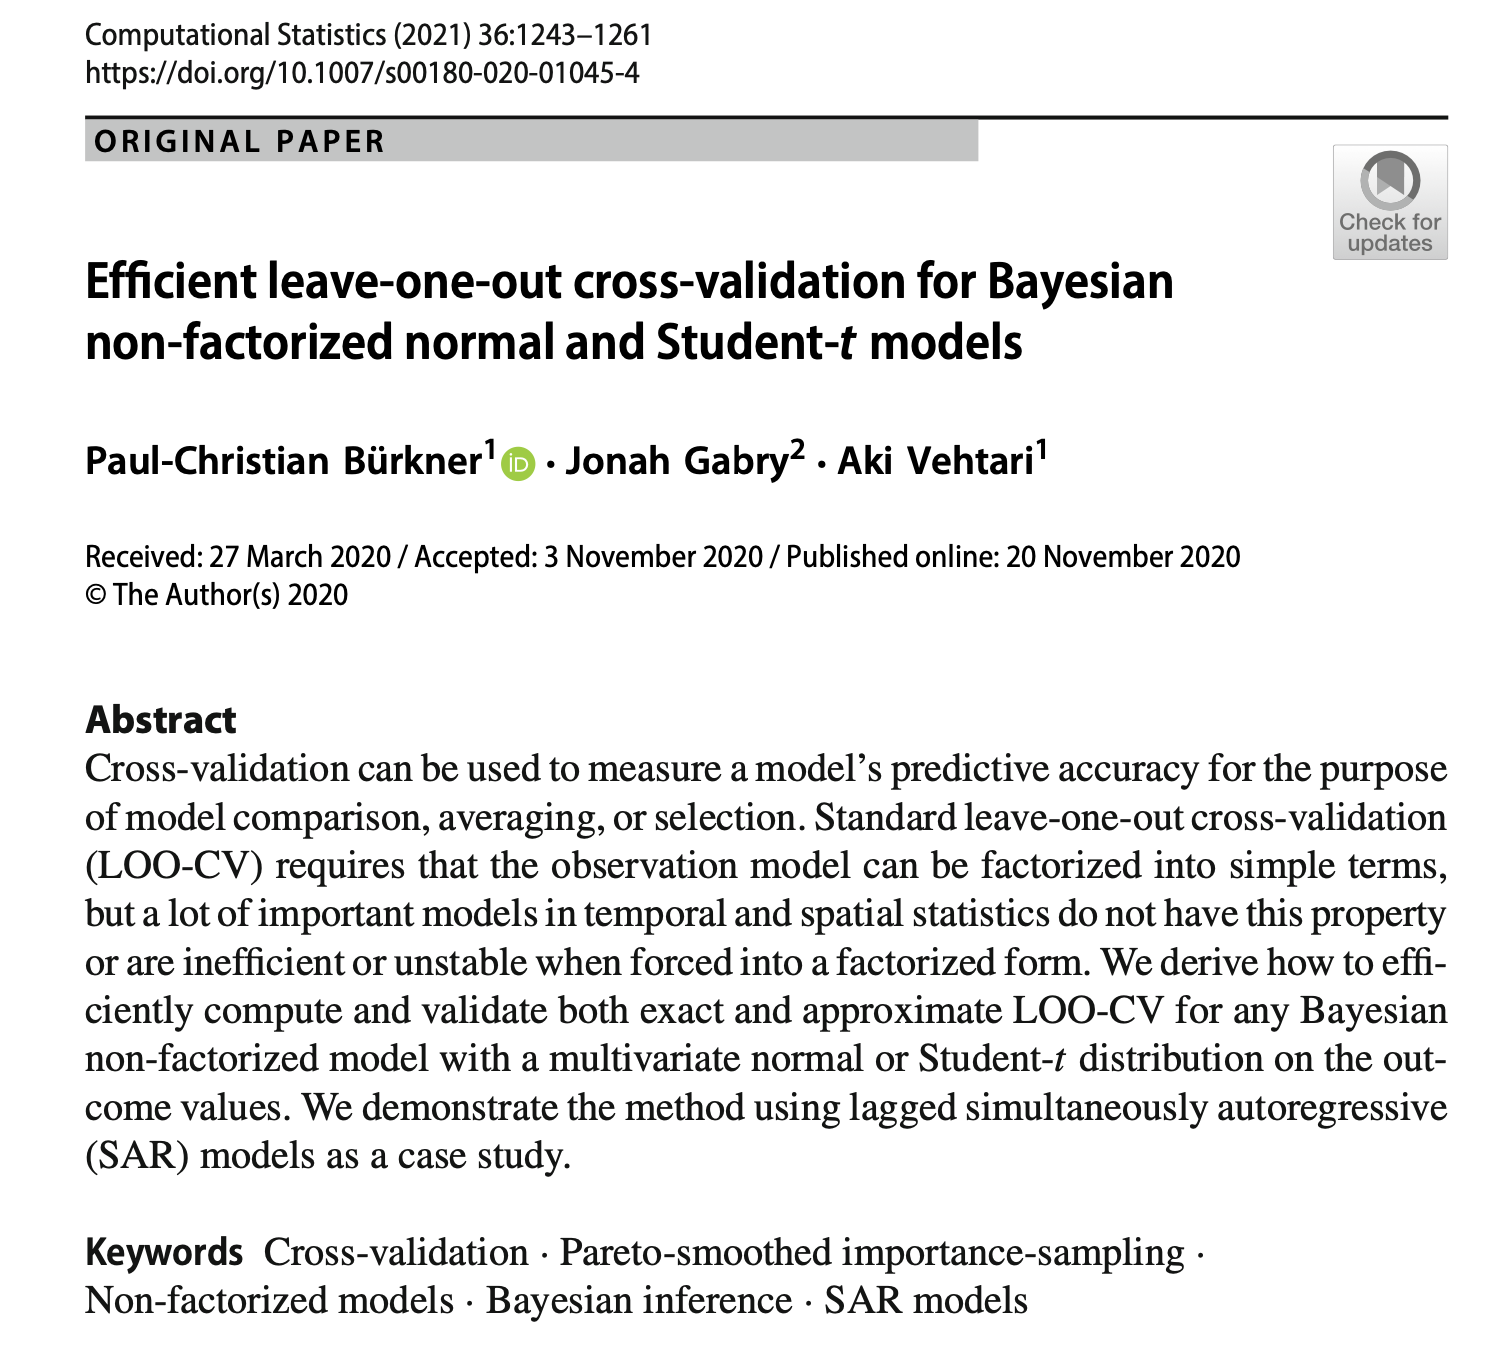 Computational Statistics (2021) 36:1243–1261
https://doi.org/10.1007/s00180-020-01045-4
ORIGINAL PAPER
Check for
updates
Efficient leave-one-out cross-validation for Bayesian
non-factorized normal and Student-t models
Paul-Christian Bürkner1 iD · Jonah Gabry2 · Aki Vehtari1
Received: 27 March 2020 / Accepted: 3 November 2020 / Published online: 20 November 2020
© The Author(s) 2020
Abstract
Cross-validation can be used to measure a model’s predictive accuracy for the purpose
of model comparison, averaging, or selection. Standard leave-one-out cross-validation
(LOO-CV) requires that the observation model can be factorized into simple terms,
but a lot of important models in temporal and spatial statistics do not have this property
or are inefficient or unstable when forced into a factorized form. We derive how to effi-
ciently compute and validate both exact and approximate LOO-CV for any Bayesian
non-factorized model with a multivariate normal or Student-t distribution on the out-
come values. We demonstrate the method using lagged simultaneously autoregressive
(SAR) models as a case study.
Keywords Cross-validation · Pareto-smoothed importance-sampling ·
Non-factorized models · Bayesian inference · SAR models